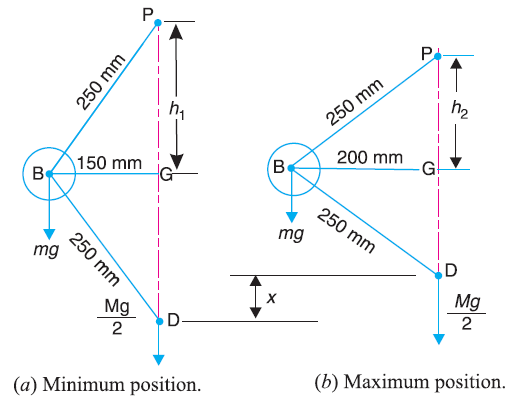 P
250 mm
h₁
B
150 mm
G
mg
250 mm
Mg
2
D
x
(a) Minimum position.
P
250 mm
h₂
B
200 mm
G
mg
250 mm
D
Mg
2
(b) Maximum position.